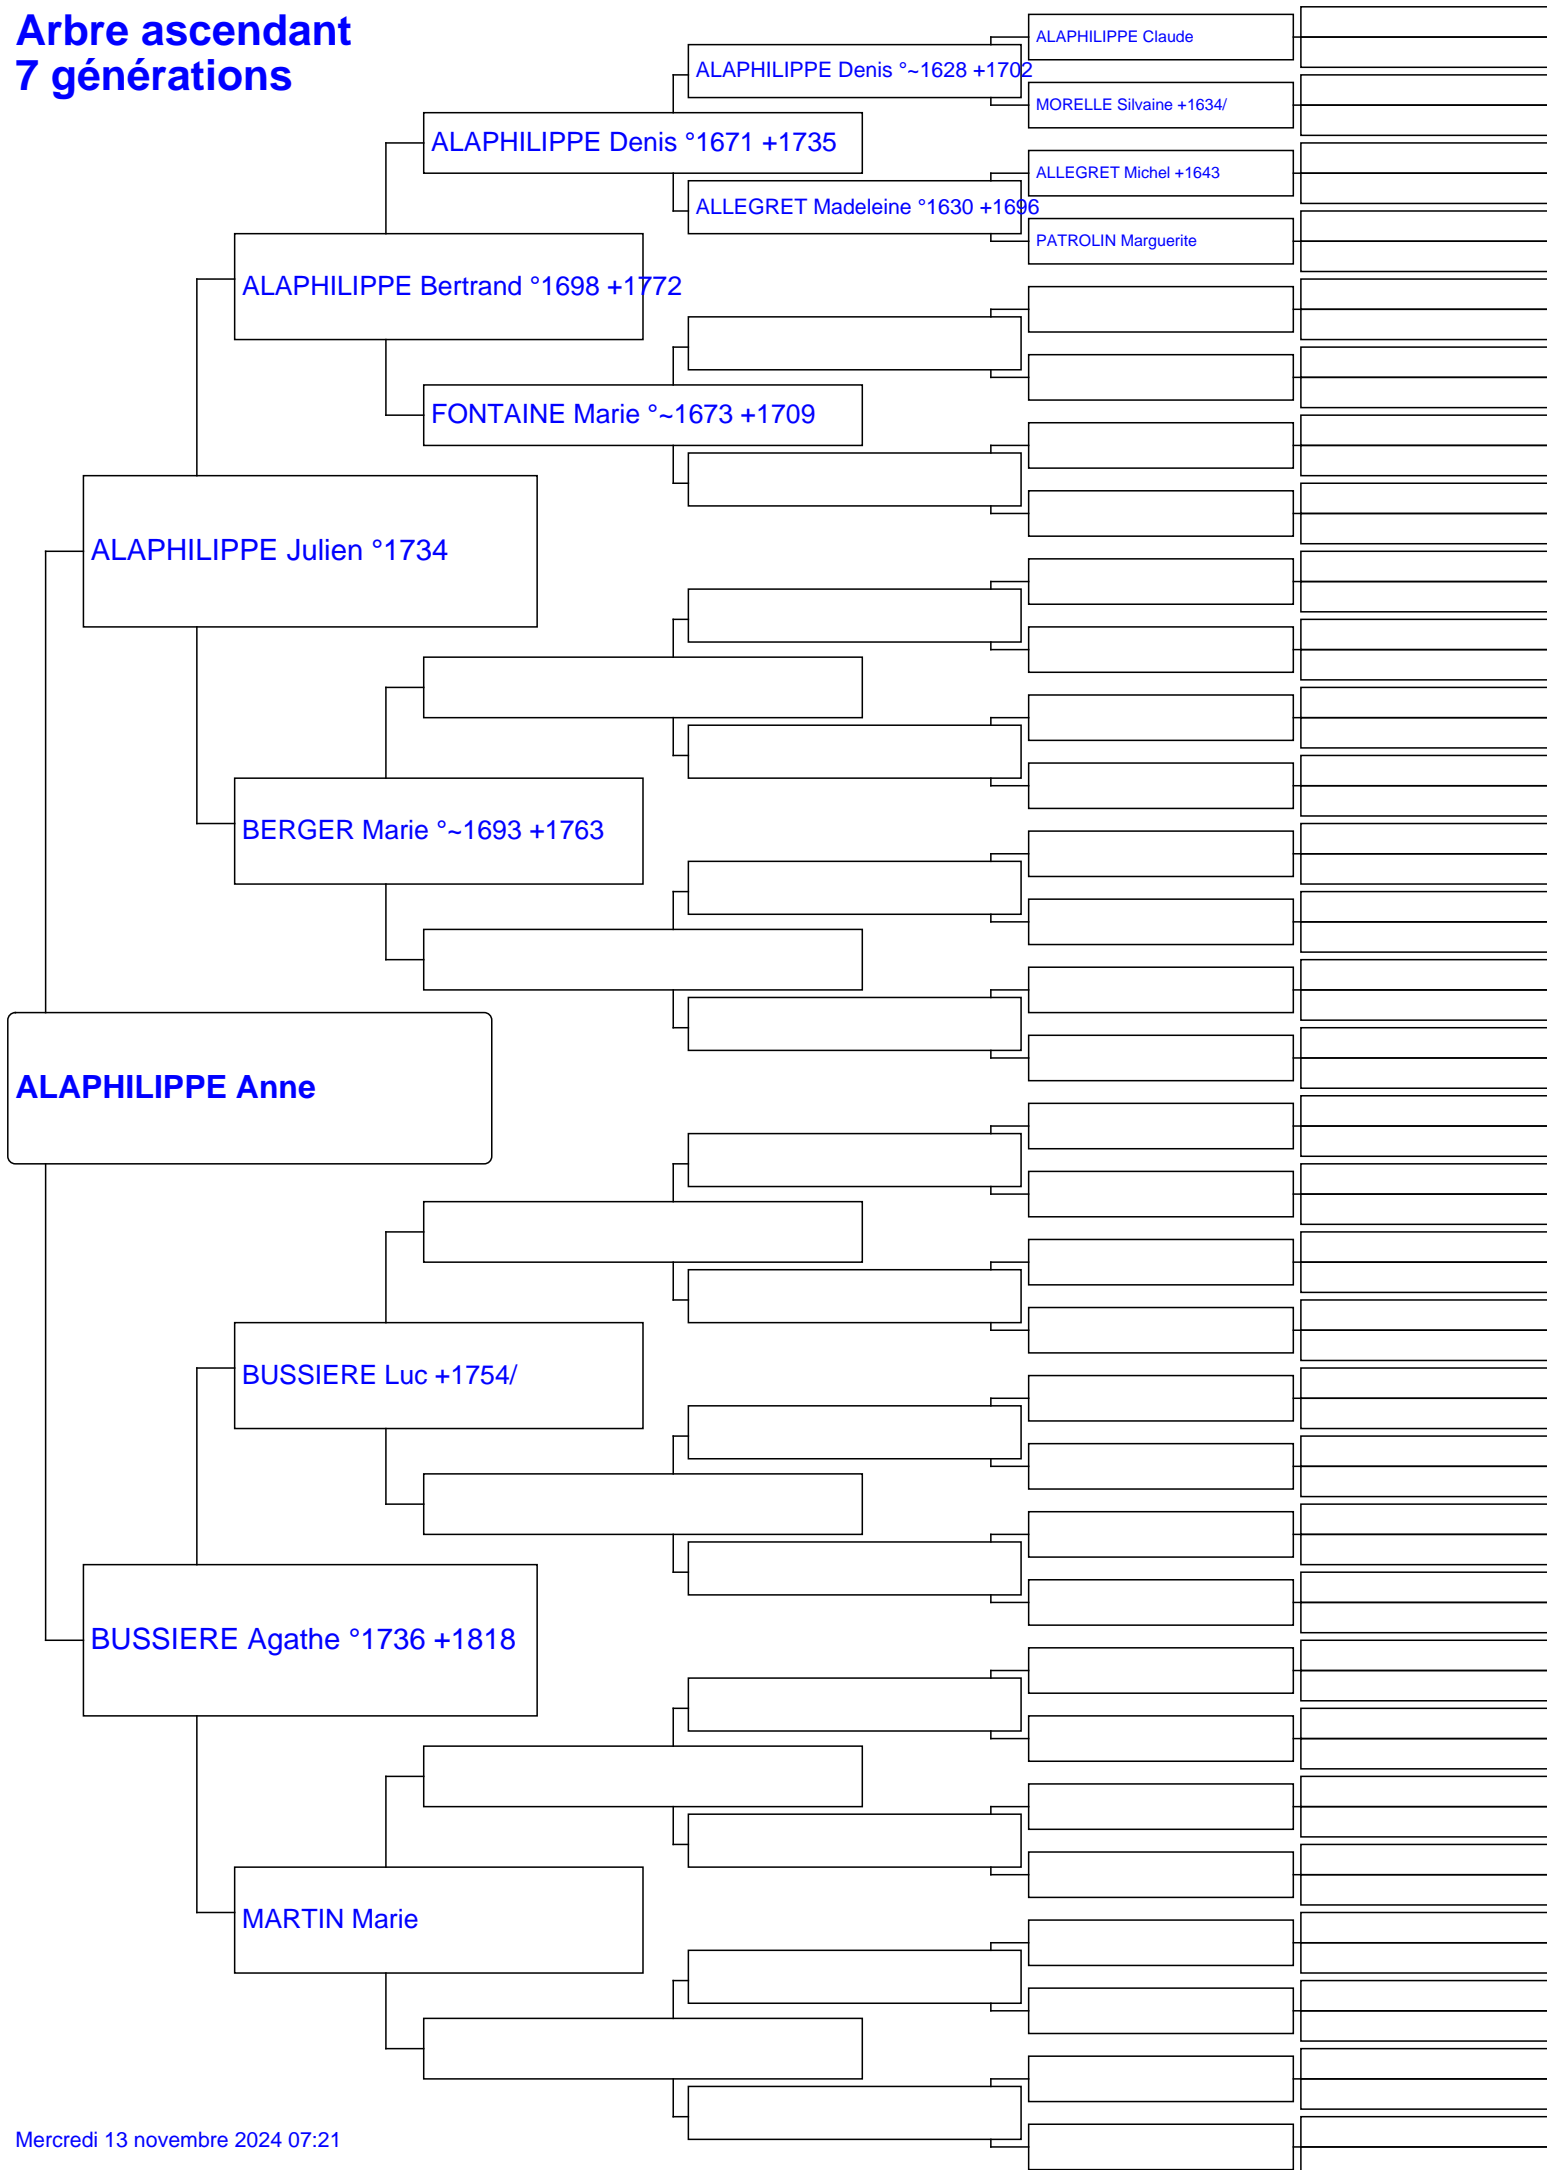 Arbre ascendant
7 générations
ALAPHILIPPE Claude
ALAPHILIPPE Denis °~1628 +1702
MORELLE Silvaine +1634/
ALAPHILIPPE Denis °1671 +1735
ALLEGRET Michel +1643
ALLEGRET Madeleine °1630 +1696
PATROLIN Marguerite
ALAPHILIPPE Bertrand °1698 +1772
FONTAINE Marie °~1673 +1709
ALAPHILIPPE Julien °1734
BERGER Marie °~1693 +1763
ALAPHILIPPE Anne
BUSSIERE Luc +1754/
BUSSIERE Agathe °1736 +1818
MARTIN Marie
Mercredi 13 novembre 2024 07:21